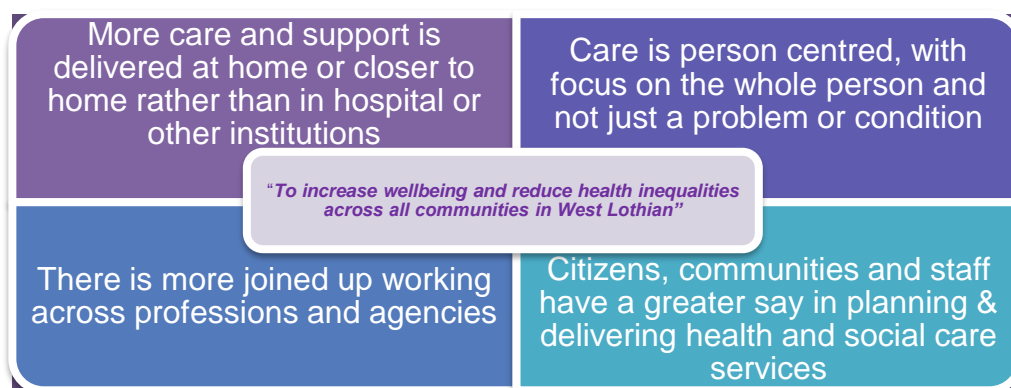 More care and support is
delivered at home or closer to
home rather than in hospital or
other institutions
Care is person centred, with
focus on the whole person and
not just a problem or condition
“To increase wellbeing and reduce health inequalities
across all communities in West Lothian”
There is more joined up working
across professions and agencies
Citizens, communities and staff
have a greater say in planning &
delivering health and social care
services